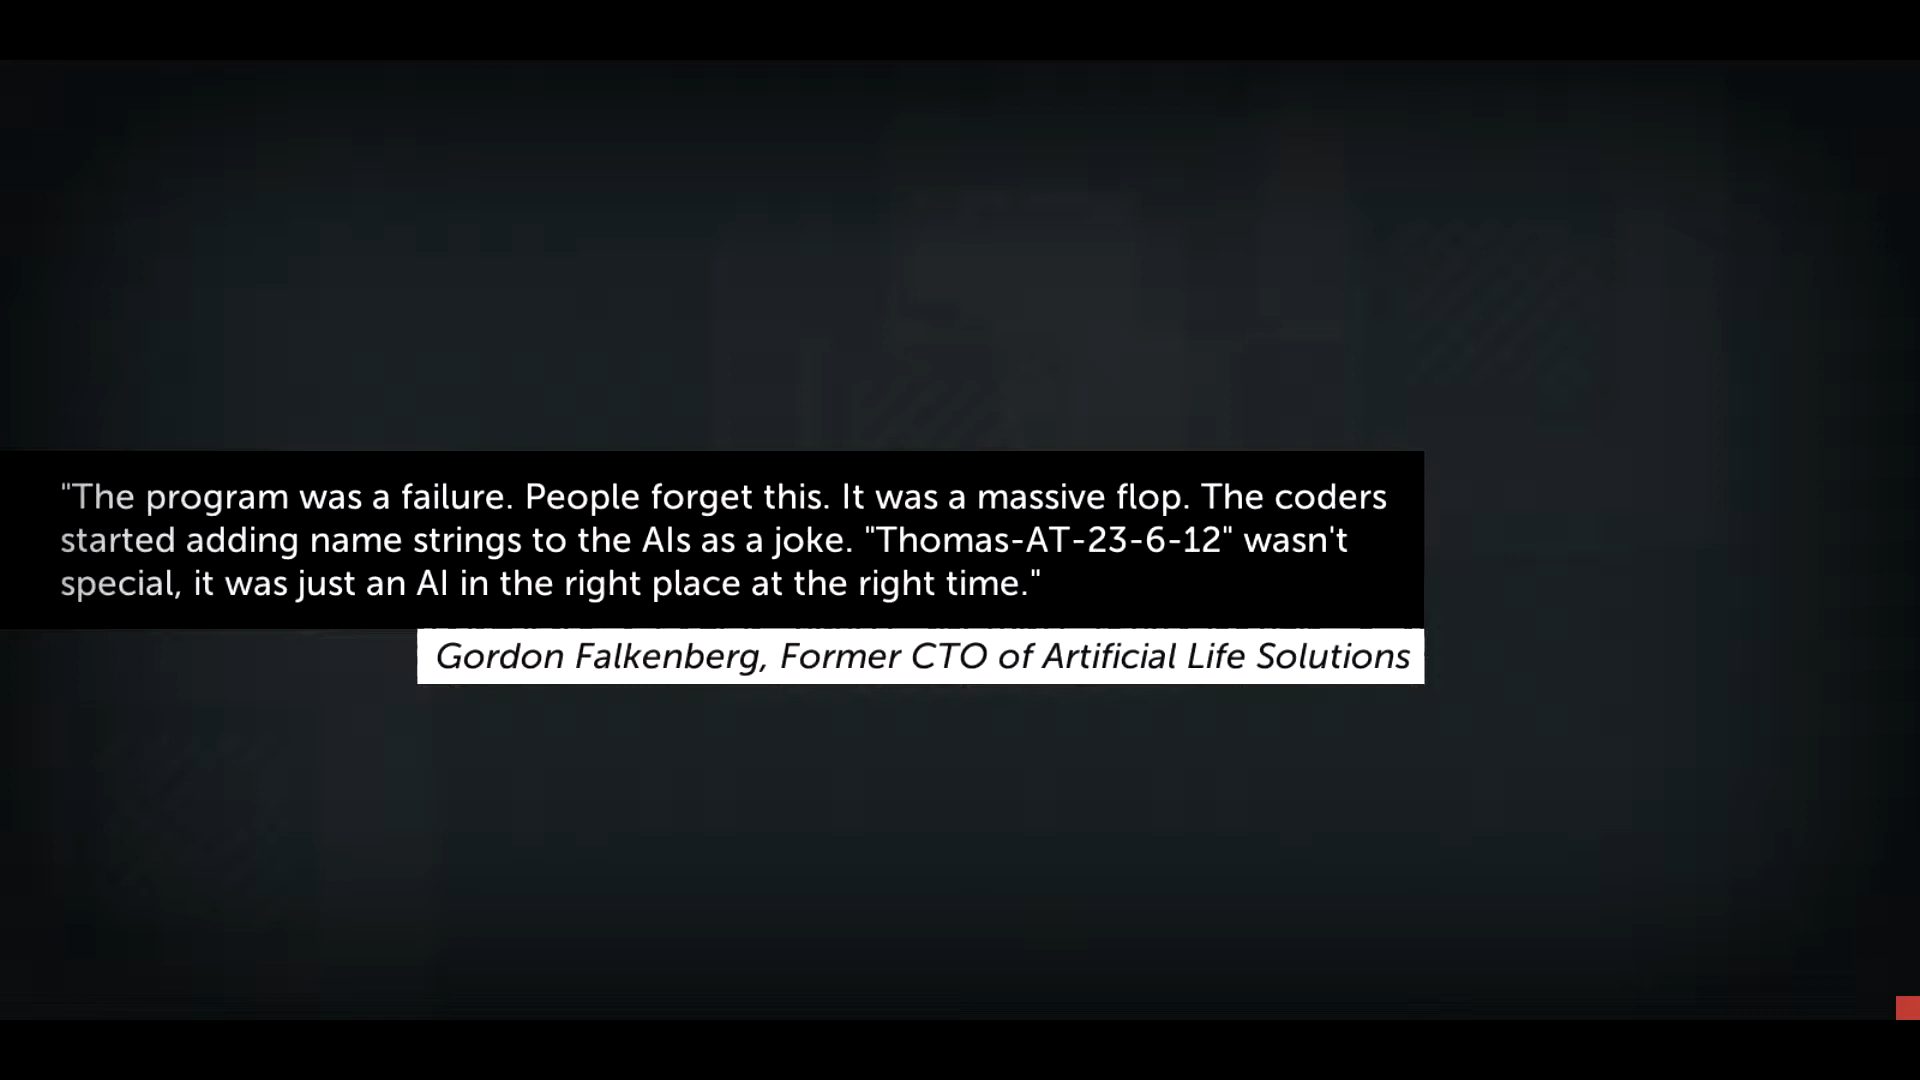 "The program was a failure. People forget this. It was a massive flop. The coders
started adding name strings to the AIs as a joke. "Thomas-AT-23-6-12" wasn't
special, it was just an AI in the right place at the right time."
Gordon Falkenberg, Former CTO of Artificial Life Solutions